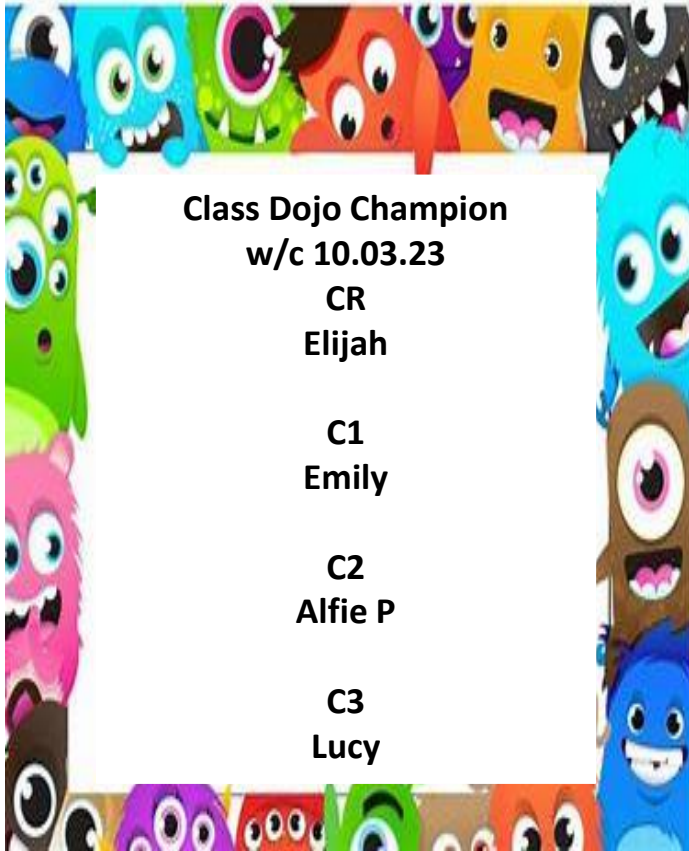 Class Dojo Champion
w/c 10.03.23
CR
Elijah
C1
Emily
C2
Alfie P
C3
Lucy